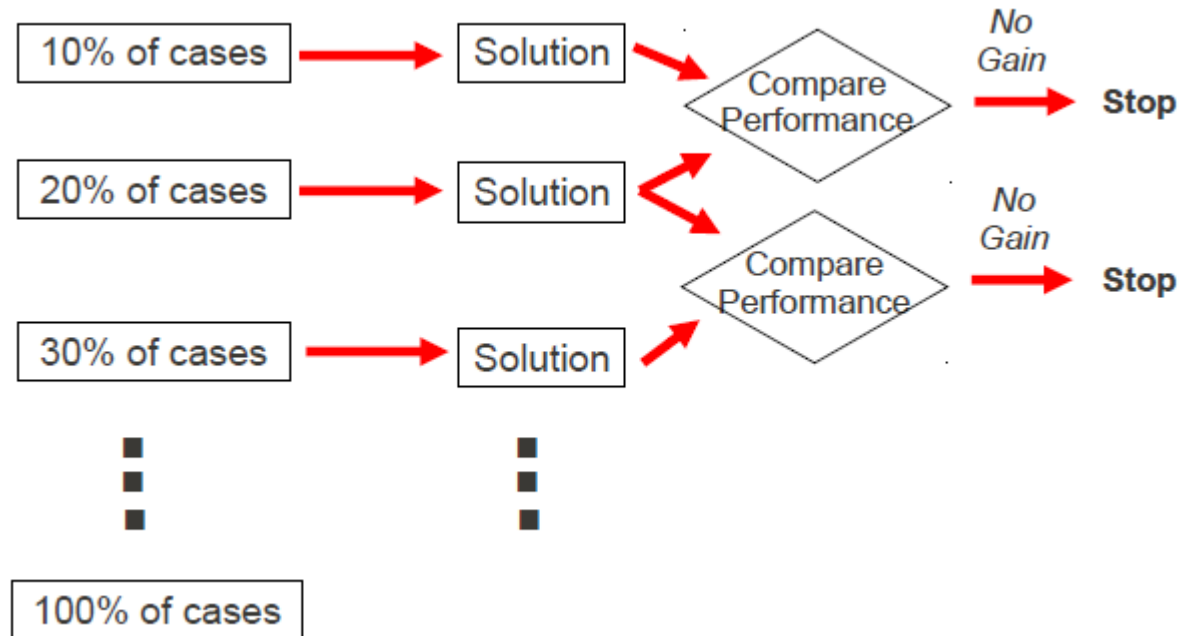 10% of cases
Solution
Compare
Performance
No
Gain
Stop
20% of cases
Solution
Compare
Performance
No
Gain
Stop
30% of cases
Solution
100% of cases